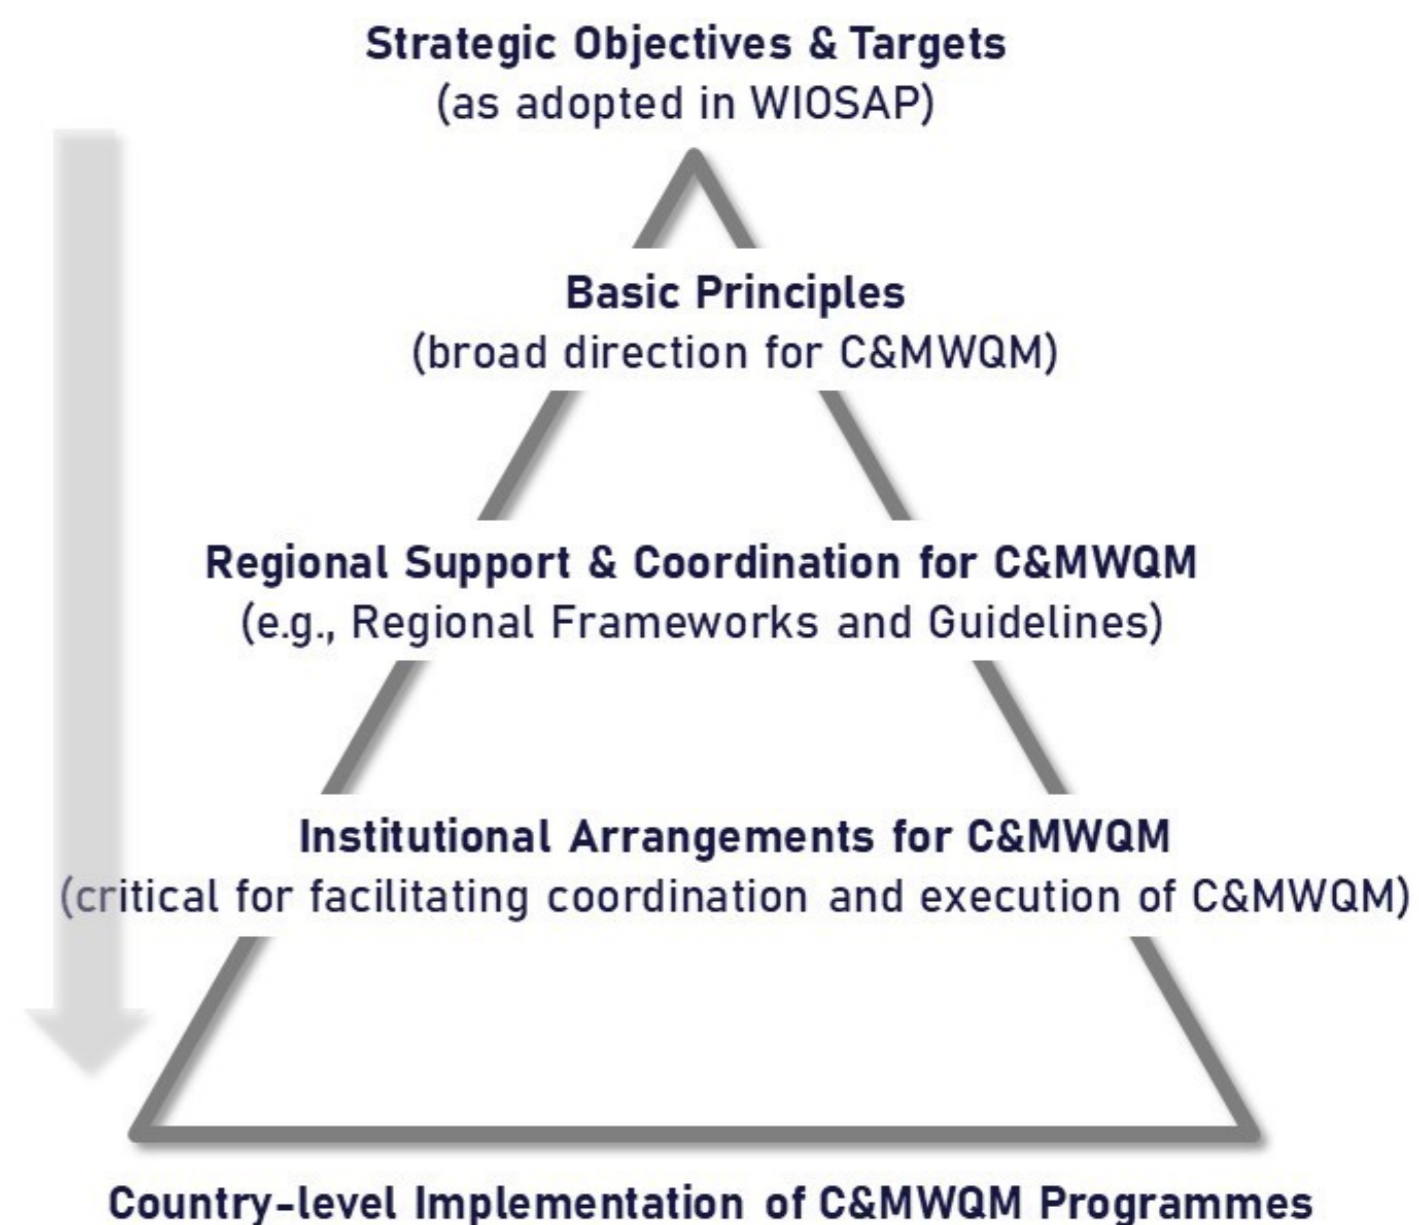 Strategic Objectives & Targets
(as adopted in WIOSAP)
Basic Principles
(broad direction for C&MWQM)
Regional Support & Coordination for C&MWQM
(e.g., Regional Frameworks and Guidelines)
Institutional Arrangements for C&MWQM
(critical for facilitating coordination and execution of C&MWQM)
Country-level Implementation of C&MWQM Programmes